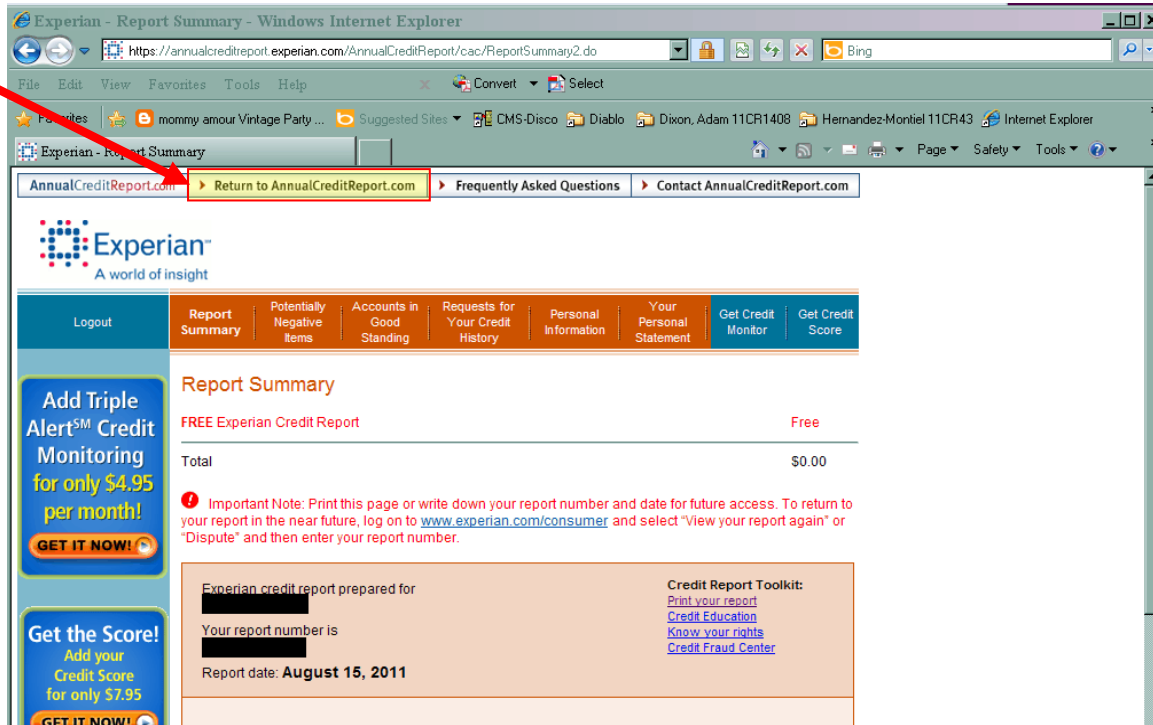 Experian - Report Summary - Windows Internet Explorer
https://annualcreditreport.experian.com/AnnualCreditReport/cac/ReportSummary2.do
Bing
File Edit View Favorites Tools Help x Convert Select
Favorites mommy amour Vintage Party ... Suggested Sites CMS-Disco Diablo Dixon, Adam 11CR1408 Hernandez-Montiel 11CR43 Internet Explorer
Experian - Report Summary
Page Safety Tools
AnnualCreditReport.com Return to AnnualCreditReport.com Frequently Asked Questions Contact AnnualCreditReport.com
Experian
A world of insight
Logout
Report Summary
Potentially Negative Items
Accounts in Good Standing
Requests for Your Credit History
Personal Information
Your Personal Statement
Get Credit Monitor
Get Credit Score
Add Triple
Alert℠ Credit
Monitoring
for only $4.95
per month!
GET IT NOW!
Get the Score!
Add your
Credit Score
for only $7.95
GET IT NOW!
Report Summary
FREE Experian Credit Report Free
Total $0.00
Important Note: Print this page or write down your report number and date for future access. To return to
your report in the near future, log on to www.experian.com/consumer and select "View your report again" or
"Dispute" and then enter your report number.
Experian credit report prepared for
Your report number is
Report date: August 15, 2011
Credit Report Toolkit:
Print your report
Credit Education
Know your rights
Credit Fraud Center